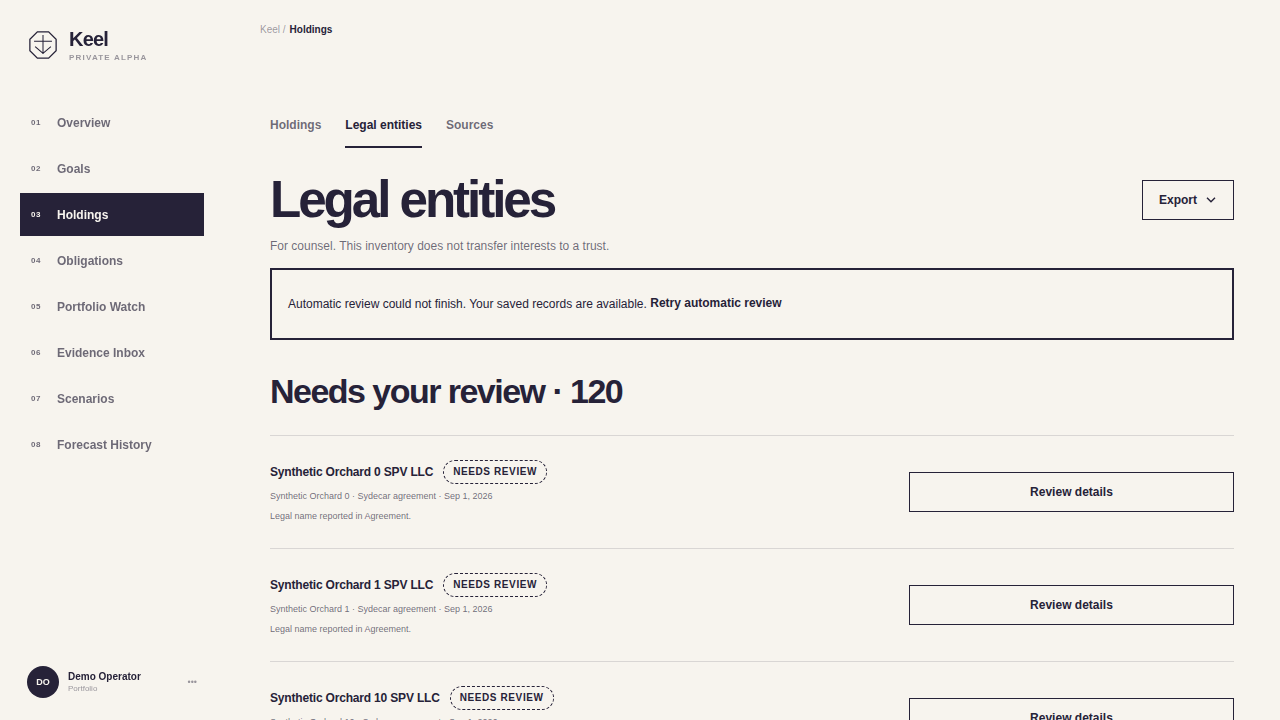 Keel
PRIVATE ALPHA
Keel / Holdings
01 Overview
02 Goals
03 Holdings
04 Obligations
05 Portfolio Watch
06 Evidence Inbox
07 Scenarios
08 Forecast History
DO
Demo Operator
Portfolio
Holdings Legal entities Sources
Legal entities
Export
For counsel. This inventory does not transfer interests to a trust.
Automatic review could not finish. Your saved records are available. Retry automatic review
Needs your review · 120
Synthetic Orchard 0 SPV LLC NEEDS REVIEW
Synthetic Orchard 0 · Sydecar agreement · Sep 1, 2026
Legal name reported in Agreement.
Review details
Synthetic Orchard 1 SPV LLC NEEDS REVIEW
Synthetic Orchard 1 · Sydecar agreement · Sep 1, 2026
Legal name reported in Agreement.
Review details
Synthetic Orchard 10 SPV LLC NEEDS REVIEW
Review details